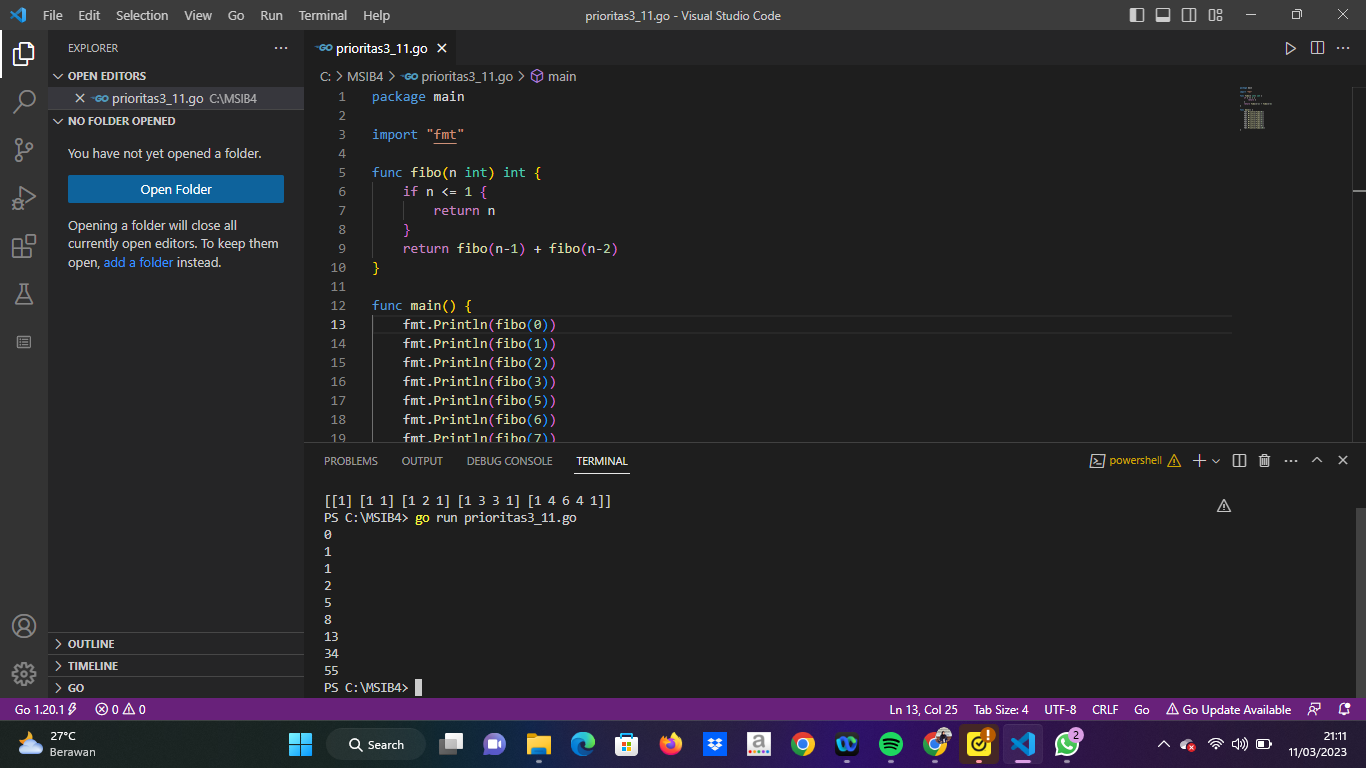 File Edit Selection View Go Run Terminal Help prioritas3_11.go - Visual Studio Code
EXPLORER
OPEN EDITORS
prioritas3_11.go C:\MSIB4
NO FOLDER OPENED
You have not yet opened a folder.
Open Folder
Opening a folder will close all
currently open editors. To keep them
open, add a folder instead.
OUTLINE
TIMELINE
GO
GO prioritas3_11.go
C: > MSIB4 > GO prioritas3_11.go > main
1 package main
2
3 import "fmt"
4
5 func fibo(n int) int {
6 if n <= 1 {
7 return n
8 }
9 return fibo(n-1) + fibo(n-2)
10 }
11
12 func main() {
13 fmt.Println(fibo(0))
14 fmt.Println(fibo(1))
15 fmt.Println(fibo(2))
16 fmt.Println(fibo(3))
17 fmt.Println(fibo(5))
18 fmt.Println(fibo(6))
19 fmt.Println(fibo(7))
PROBLEMS OUTPUT DEBUG CONSOLE TERMINAL powershell
[[1] [1 1] [1 2 1] [1 3 3 1] [1 4 6 4 1]]
PS C:\MSIB4> go run prioritas3_11.go
0
1
1
2
5
8
13
34
55
PS C:\MSIB4>
Go 1.20.1 0 0 Ln 13, Col 25 Tab Size: 4 UTF-8 CRLF Go Go Update Available
27°C
Berawan
Search
2
21:11
11/03/2023